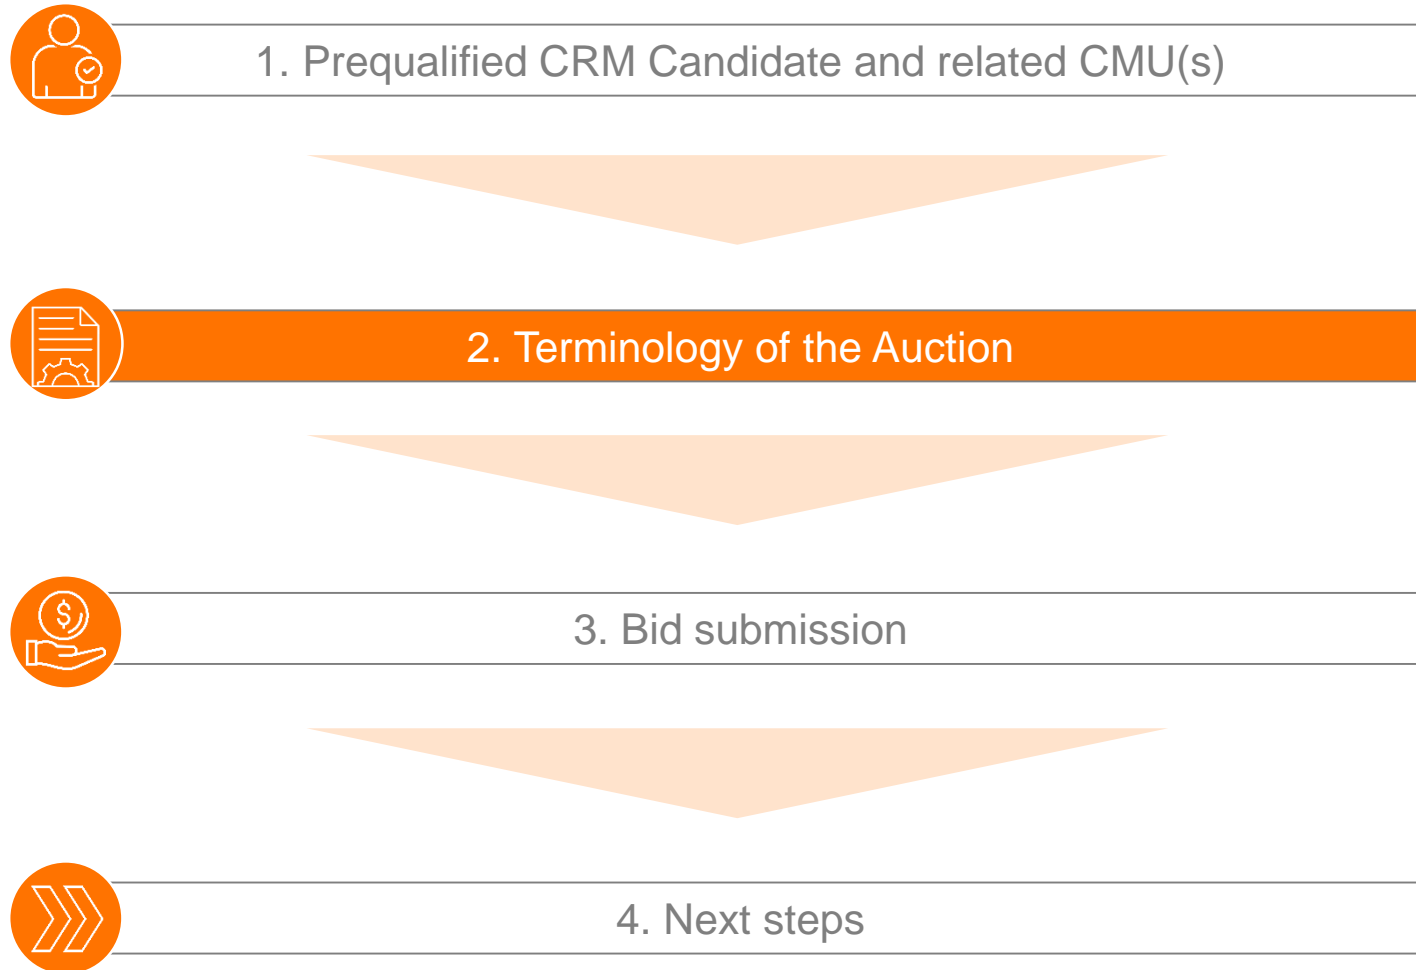 1. Prequalified CRM Candidate and related CMU(s)
2. Terminology of the Auction
3. Bid submission
4. Next steps